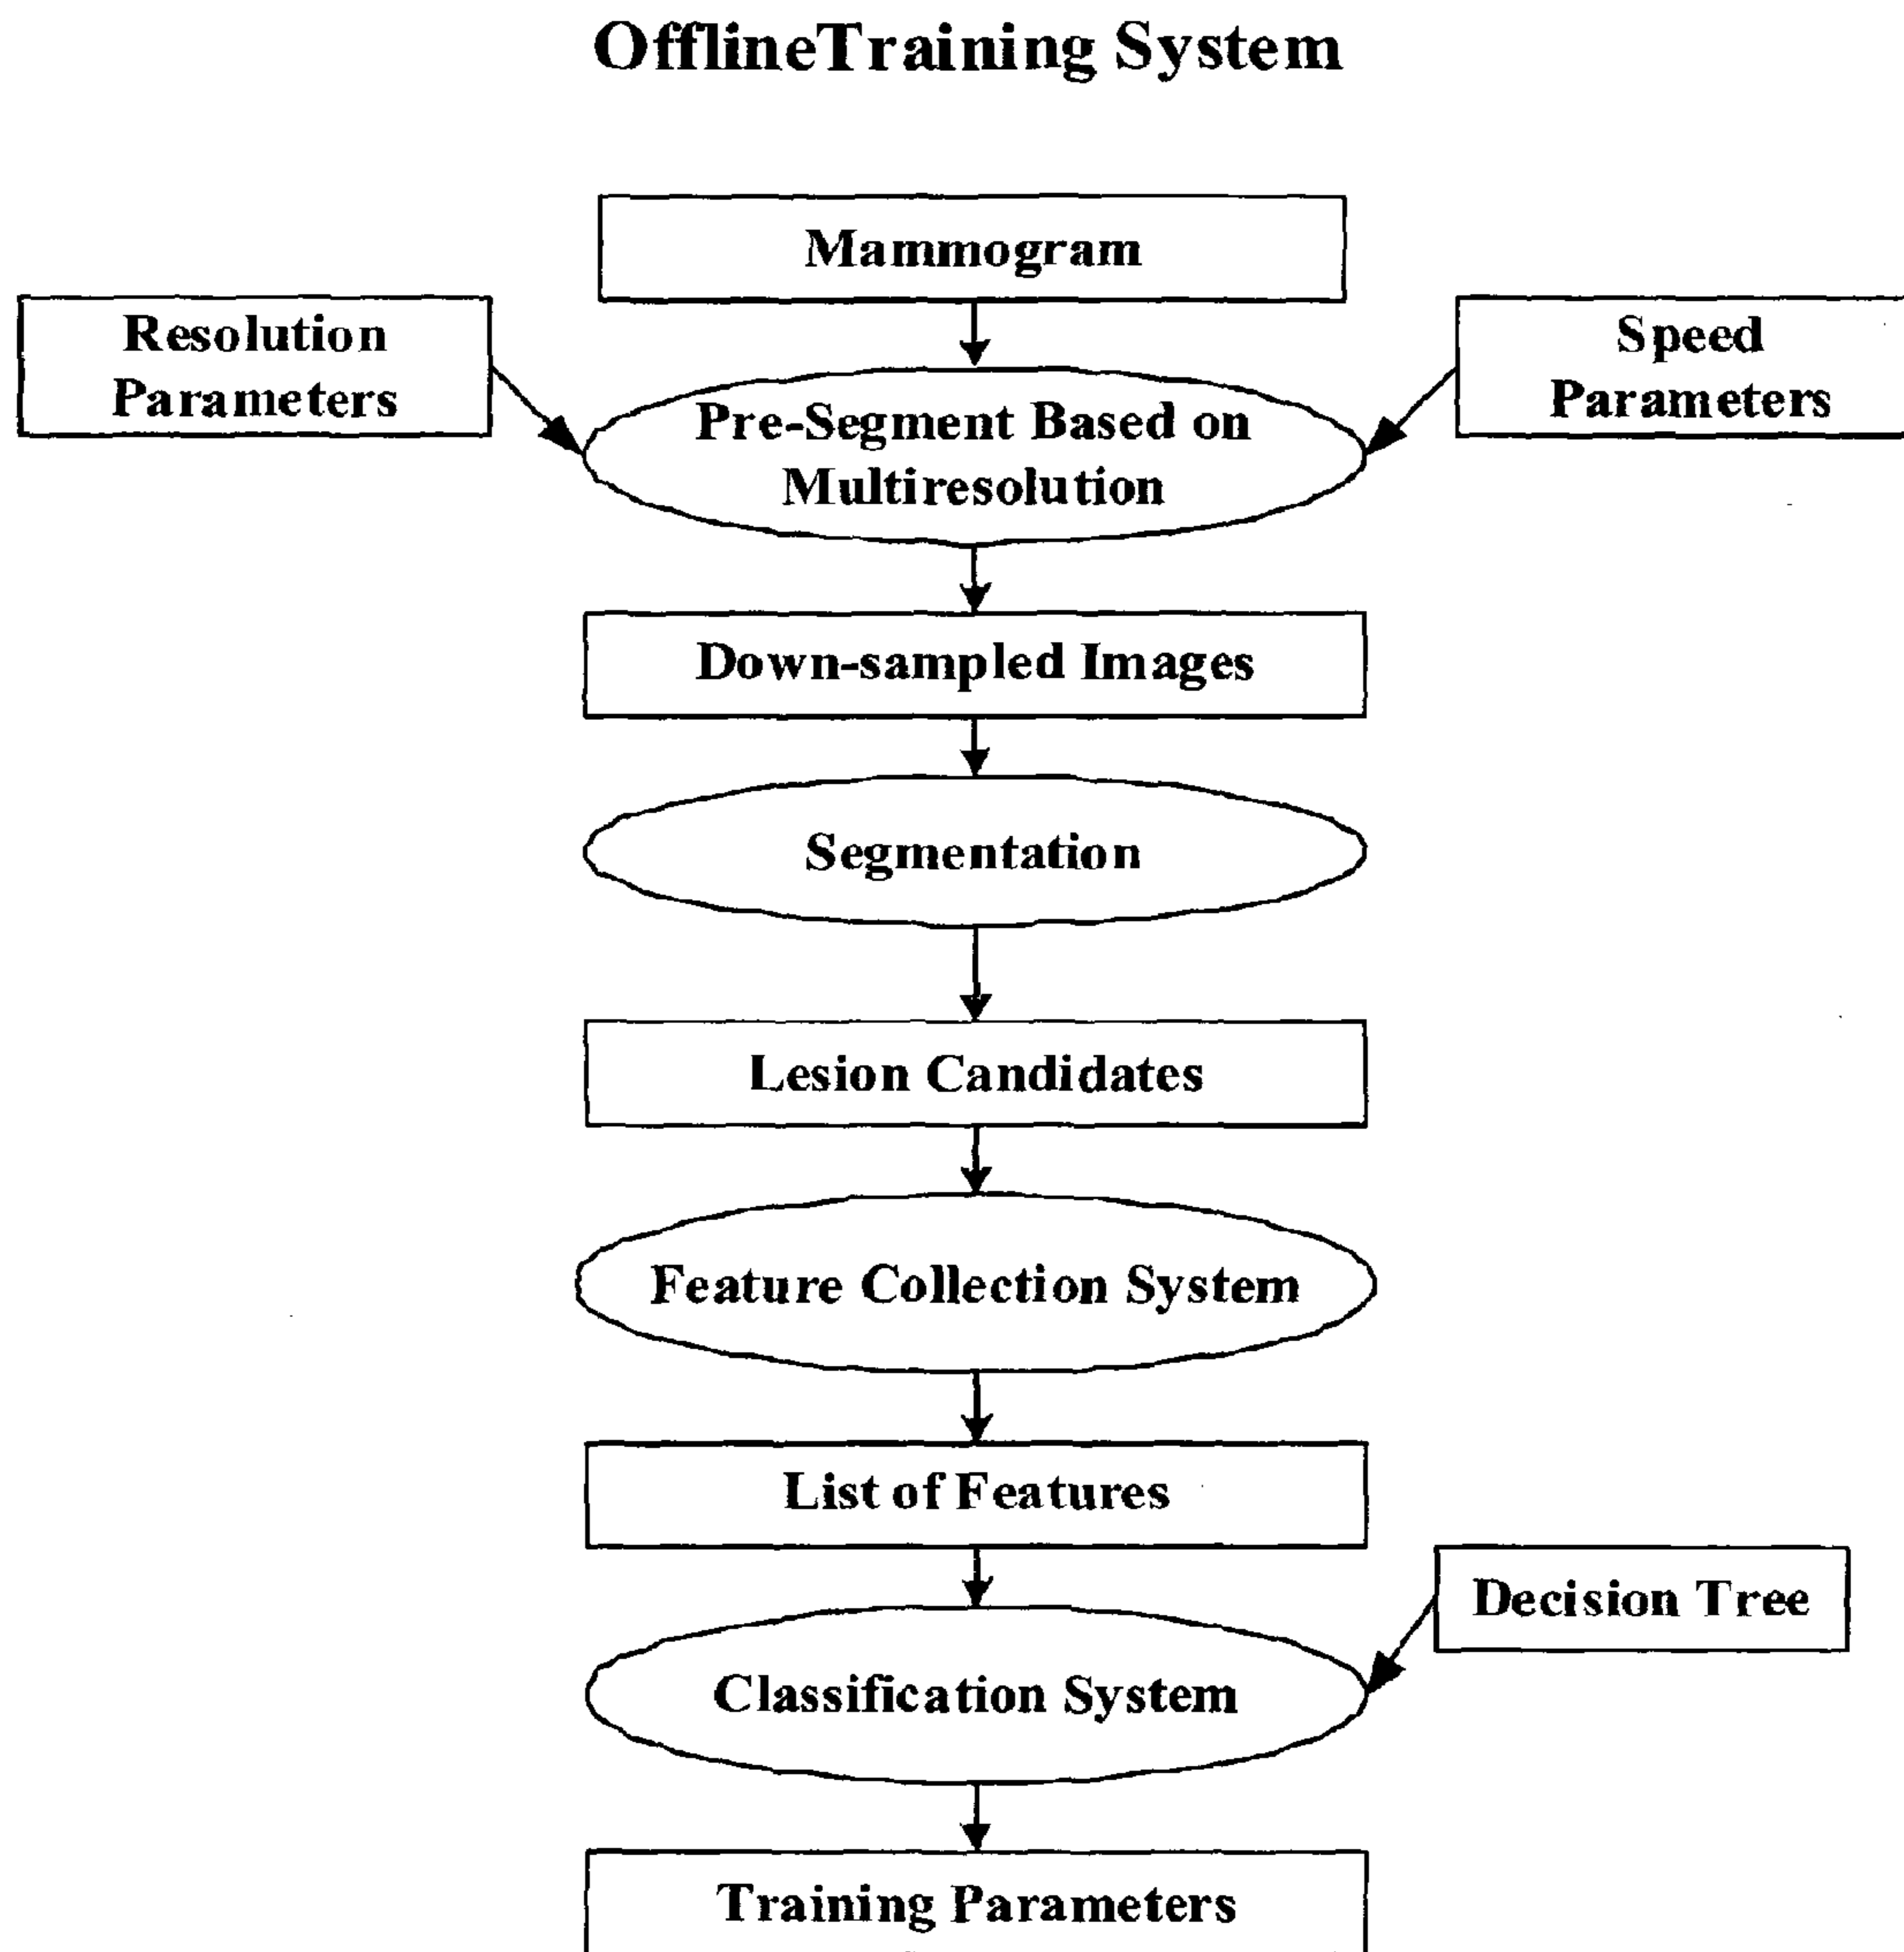 OfflineTraining System
Mammogram
Resolution
Parameters
Speed
Parameters
Pre-Segment Based on
Multiresolution
Down-sampled Images
Segmentation
Lesion Candidates
Feature Collection System
List of Features
Decision Tree
Classification System
Training Parameters